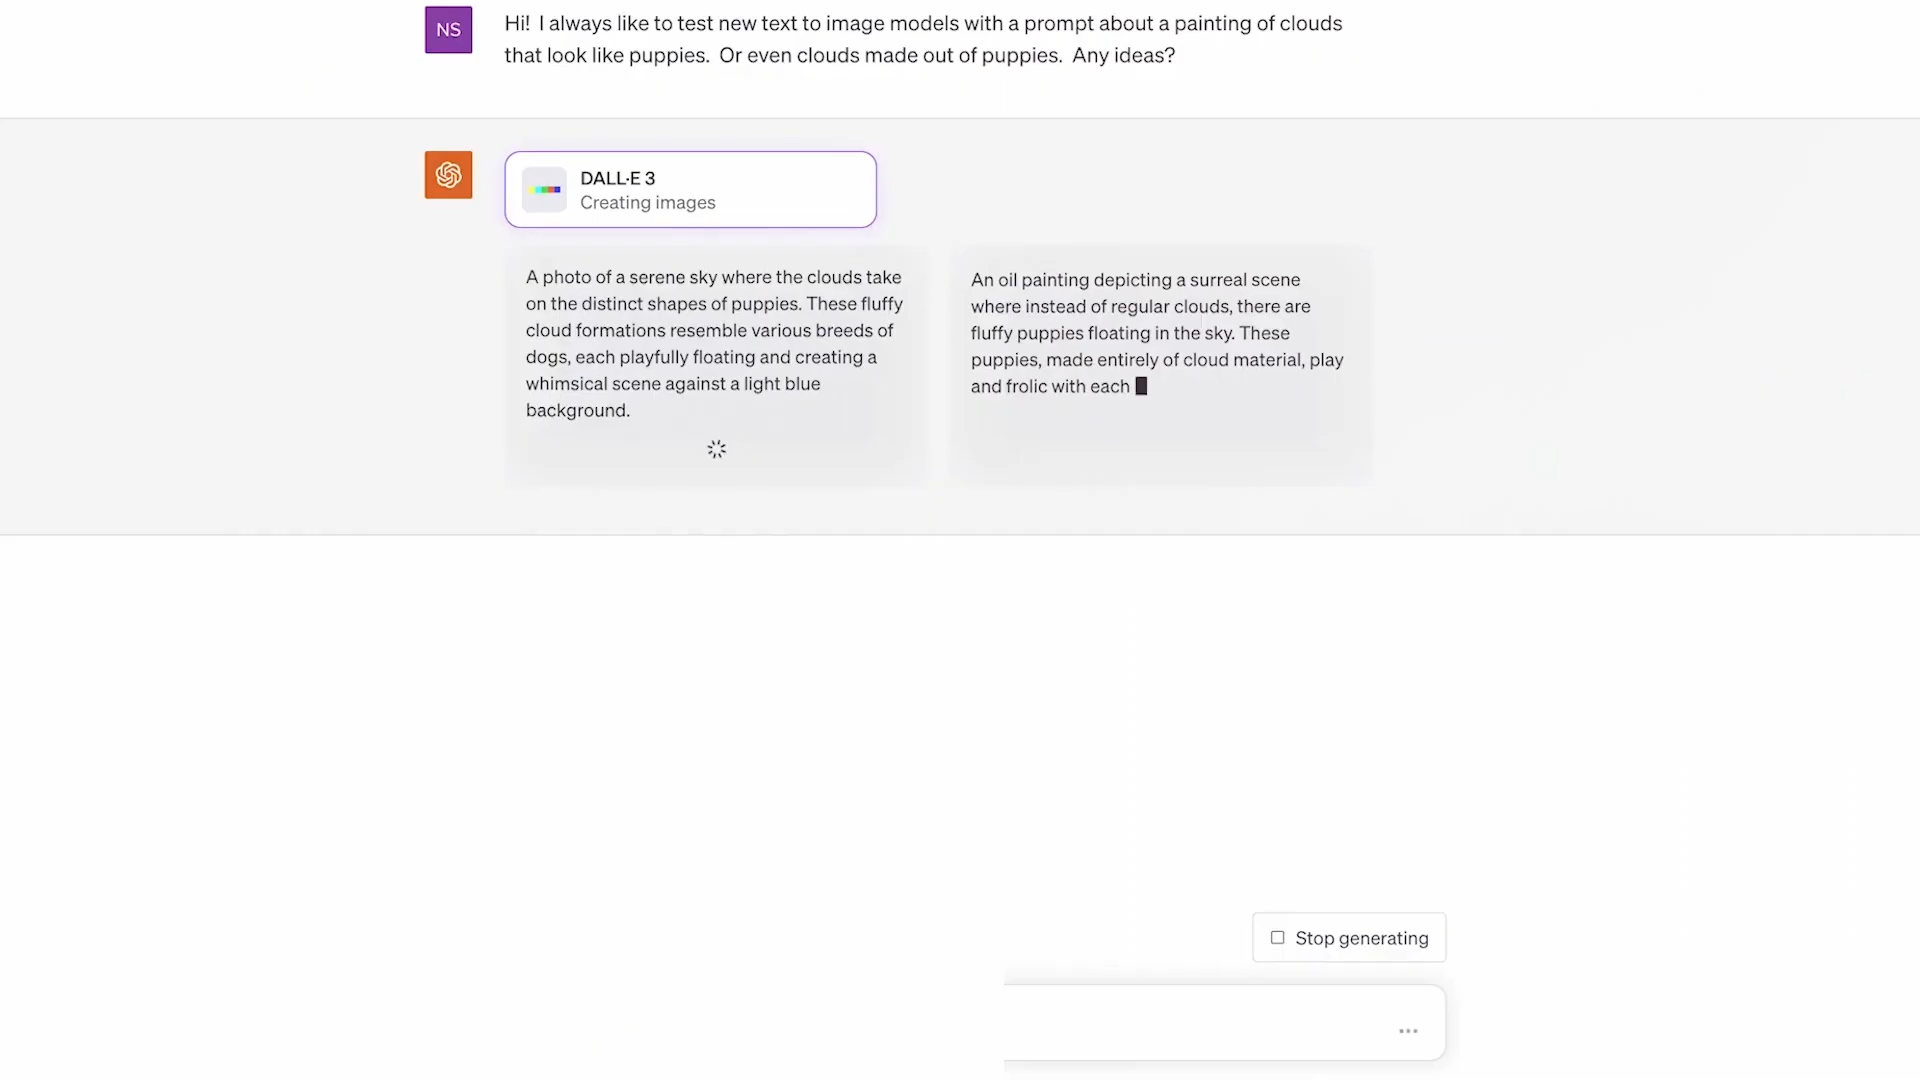 NS
Hi!  I always like to test new text to image models with a prompt about a painting of clouds
that look like puppies.  Or even clouds made out of puppies.  Any ideas?
DALL·E 3
Creating images
A photo of a serene sky where the clouds take
on the distinct shapes of puppies. These fluffy
cloud formations resemble various breeds of
dogs, each playfully floating and creating a
whimsical scene against a light blue
background.
An oil painting depicting a surreal scene
where instead of regular clouds, there are
fluffy puppies floating in the sky. These
puppies, made entirely of cloud material, play
and frolic with each
Stop generating